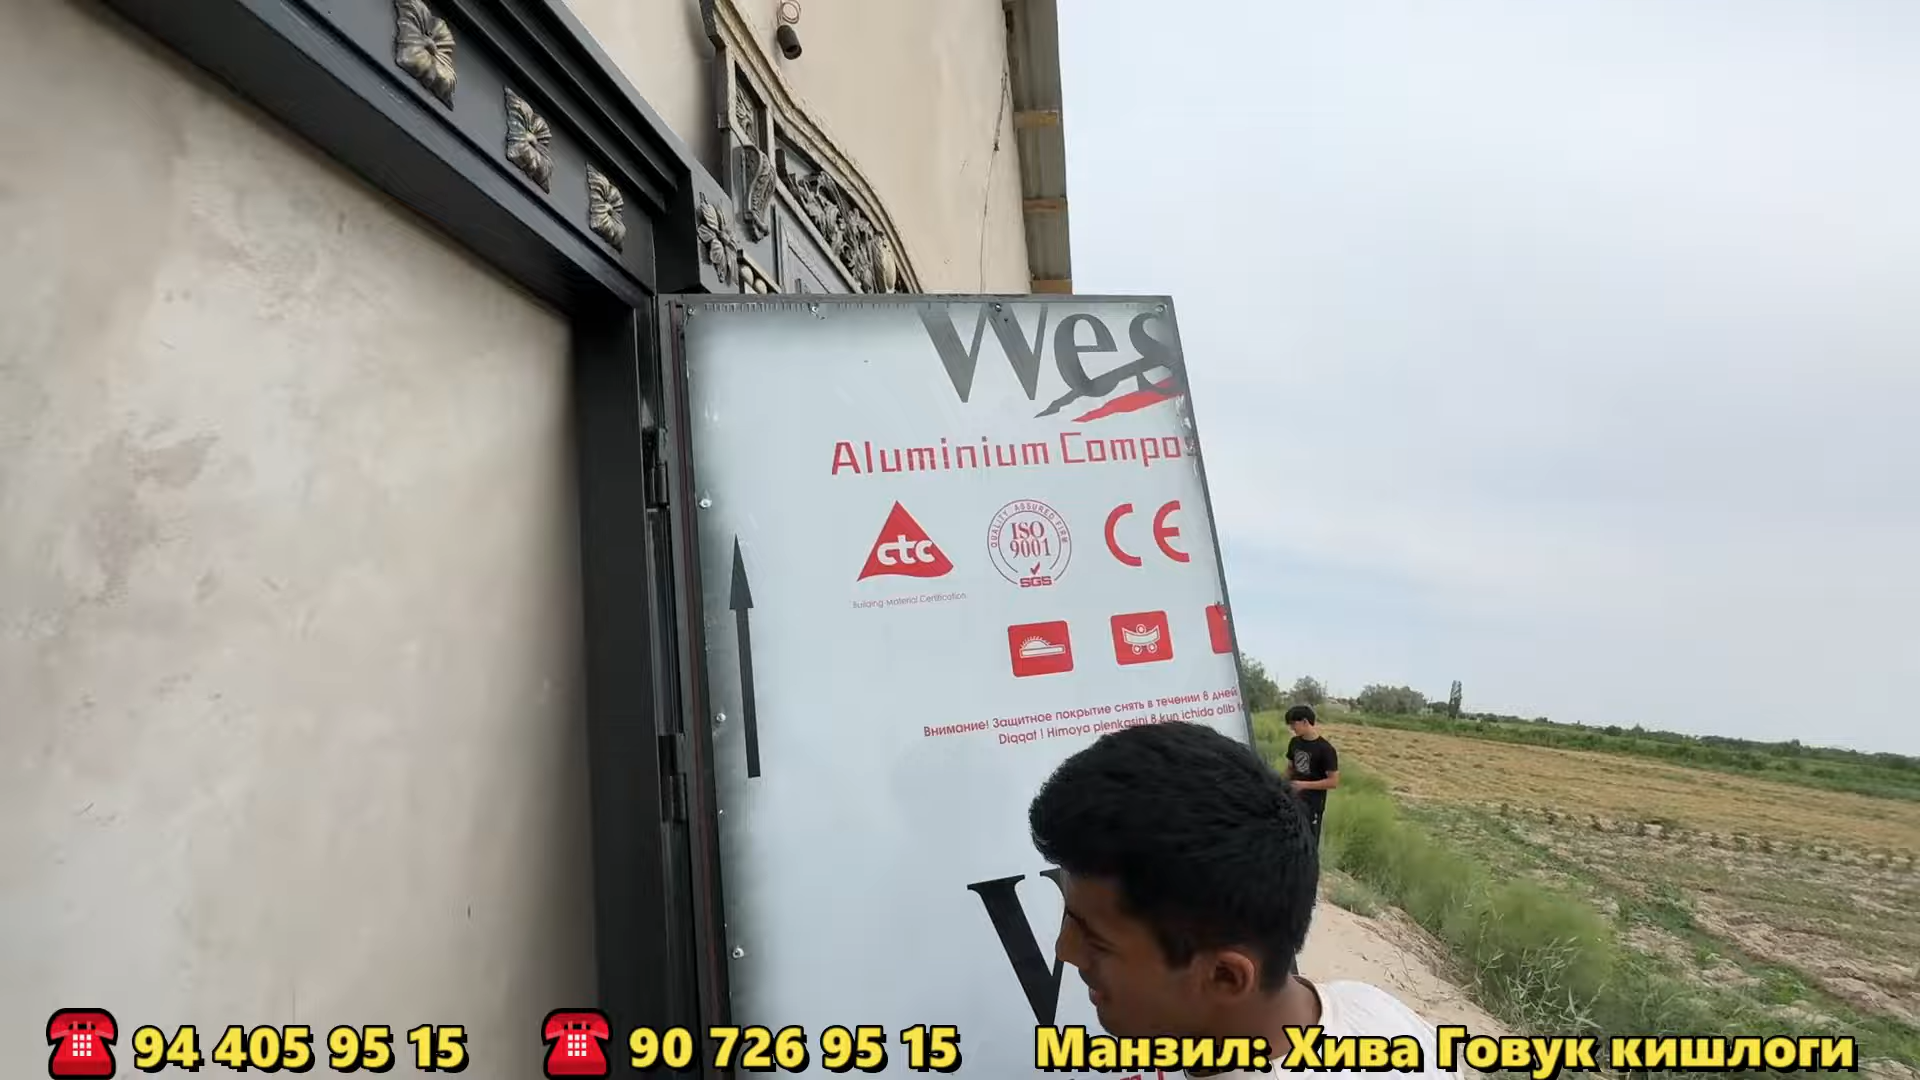 Wes
Aluminium Compos
ctc
Building Material Certification
QUALITY ASSURED FIRM
ISO
9001
SGS
CE
Внимание! Защитное покрытие снять в течении 8 дней
Diqqat ! Himoya plenkasini 8 kun ichida olib
94 405 95 15
90 726 95 15
Манзил: Хива Говук кишлоги